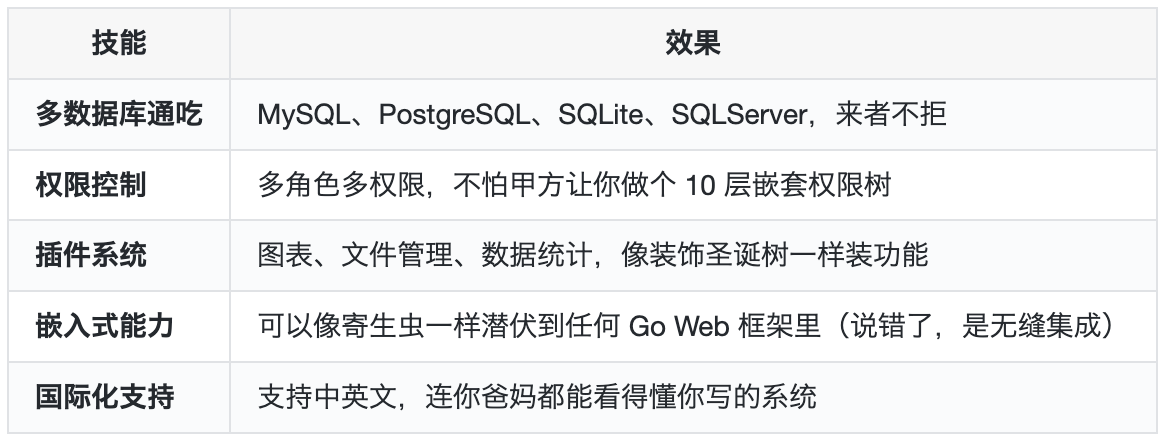 技能 效果
多数据库通吃 MySQL、PostgreSQL、SQLite、SQLServer，来者不拒
权限控制 多角色多权限，不怕甲方让你做个 10 层嵌套权限树
插件系统 图表、文件管理、数据统计，像装饰圣诞树一样装功能
嵌入式能力 可以像寄生虫一样潜伏到任何 Go Web 框架里（说错了，是无缝集成）
国际化支持 支持中英文，连你爸妈都能看得懂你写的系统